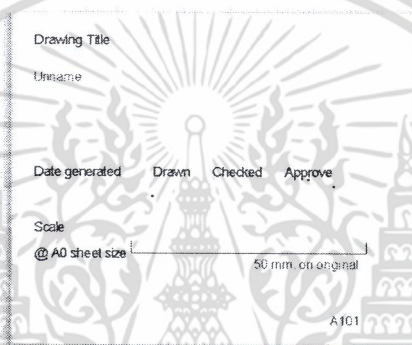 Drawing Title
Unname
Date generated Drawn Checked Approve
Scale
@ A0 sheet size
50 mm. on original
A101